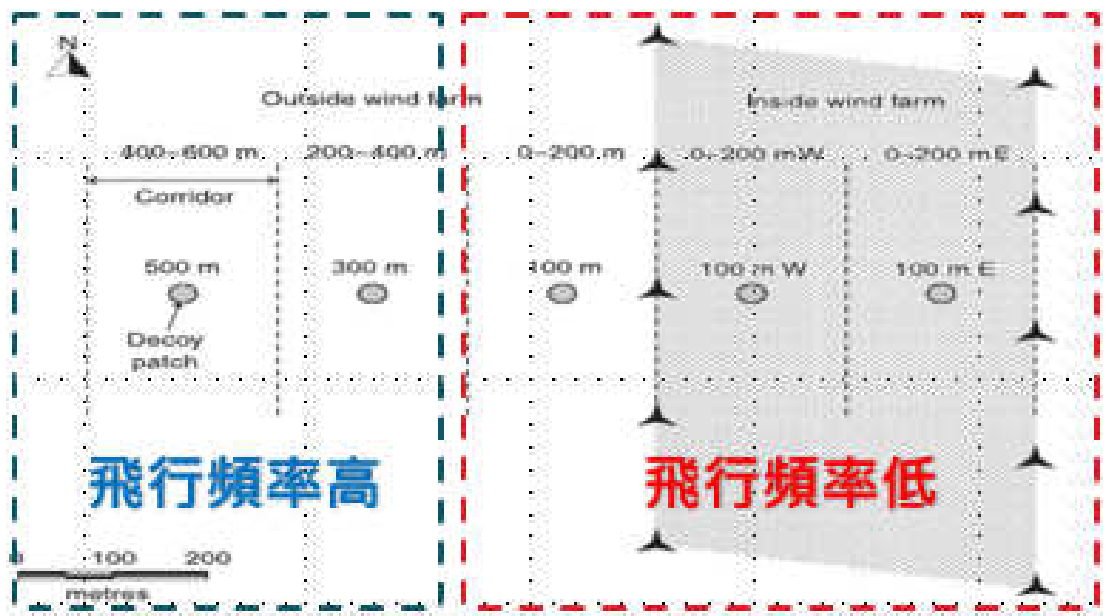 N
Outside wind farm
Inside wind farm
400–600 m
200–400 m
0–200 m
0–200 m W
0–200 m E
Corridor
500 m
300 m
100 m
100 m W
100 m E
Decoy
patch
飛行頻率高
飛行頻率低
0 100 200
metres